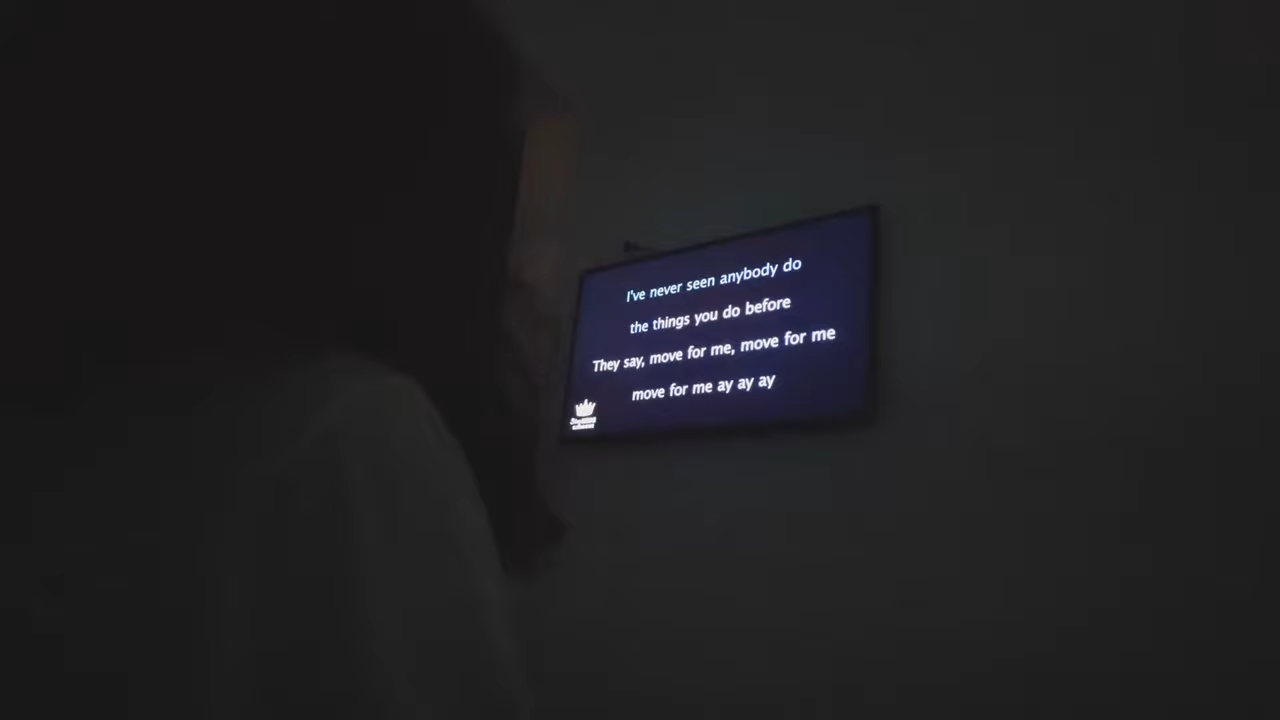 I've never seen anybody do
the things you do before
They say, move for me, move for me
move for me ay ay ay